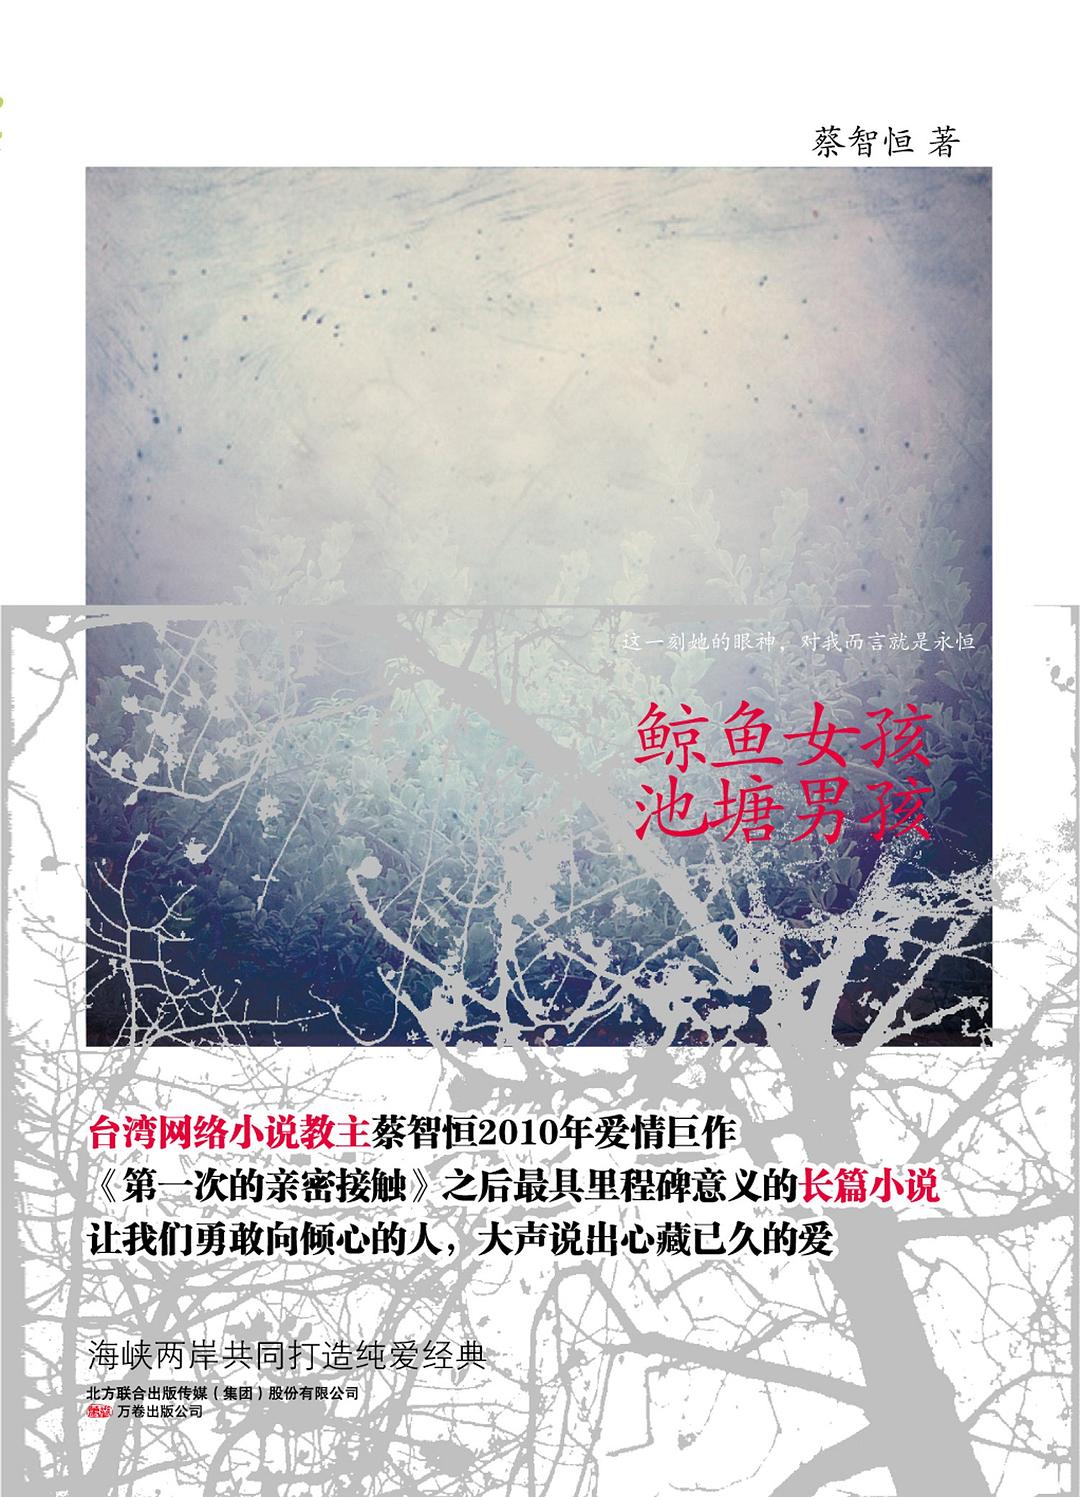 蔡智恒 著
这一刻她的眼神，对我而言就是永恒
鲸鱼女孩
池塘男孩
台湾网络小说教主蔡智恒2010年爱情巨作
《第一次的亲密接触》之后最具里程碑意义的长篇小说
让我们勇敢向倾心的人，大声说出心藏已久的爱
海峡两岸共同打造纯爱经典
北方联合出版传媒（集团）股份有限公司
万卷出版公司